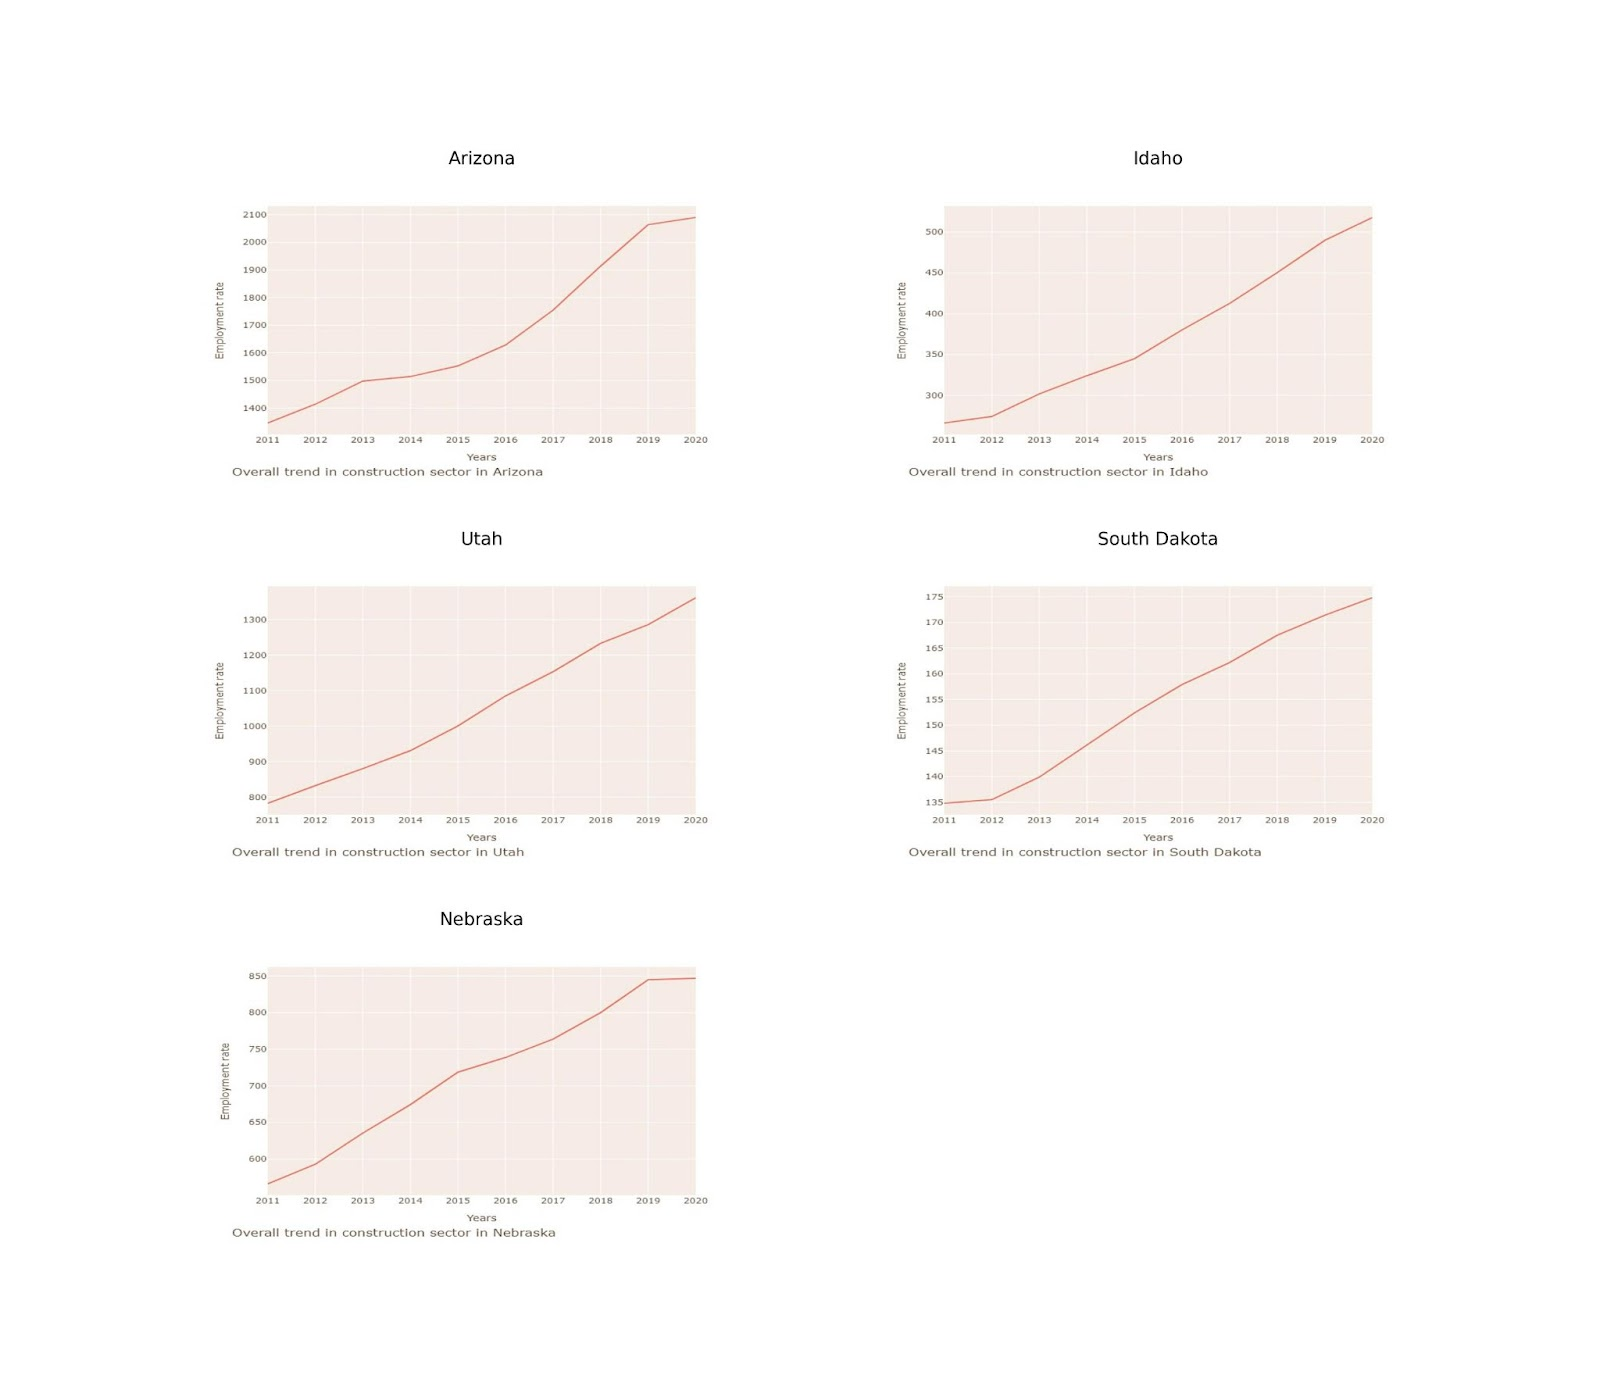 Arizona
2100
2000
1900
1800
1700
1600
1500
1400
Employment rate
2011 2012 2013 2014 2015 2016 2017 2018 2019 2020
Years
Overall trend in construction sector in Arizona
Idaho
500
450
400
350
300
Employment rate
2011 2012 2013 2014 2015 2016 2017 2018 2019 2020
Years
Overall trend in construction sector in Idaho
Utah
1300
1200
1100
1000
900
800
Employment rate
2011 2012 2013 2014 2015 2016 2017 2018 2019 2020
Years
Overall trend in construction sector in Utah
South Dakota
175
170
165
160
155
150
145
140
135
Employment rate
2011 2012 2013 2014 2015 2016 2017 2018 2019 2020
Years
Overall trend in construction sector in South Dakota
Nebraska
850
800
750
700
650
600
Employment rate
2011 2012 2013 2014 2015 2016 2017 2018 2019 2020
Years
Overall trend in construction sector in Nebraska